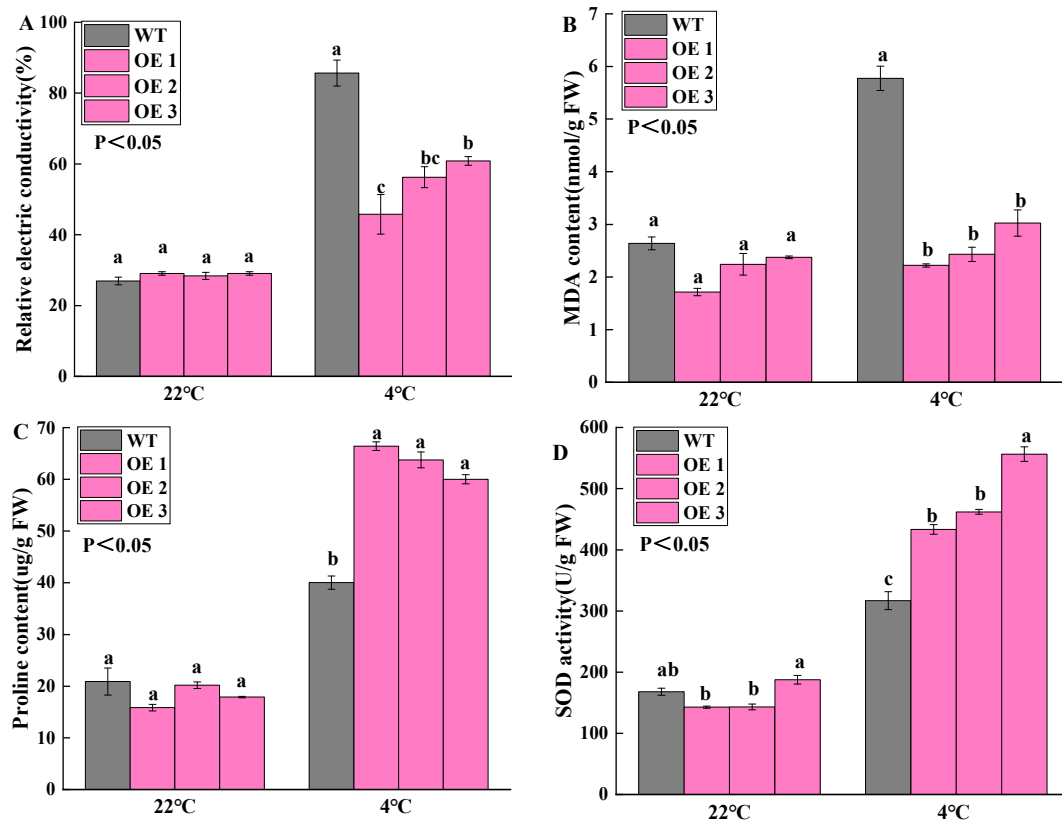 A
Relative electric conductivity(%)
100
80
60
40
20
0
WT
OE 1
OE 2
OE 3
P<0.05
a
a
a
a
a
c
bc
b
22℃
4℃
B
MDA content(nmol/g FW)
7
6
5
4
3
2
1
0
WT
OE 1
OE 2
OE 3
P<0.05
a
a
a
a
a
b
b
b
22℃
4℃
C
Proline content(ug/g FW)
70
60
50
40
30
20
10
0
WT
OE 1
OE 2
OE 3
P<0.05
a
a
a
a
b
a
a
a
22℃
4℃
D
SOD activity(U/g FW)
600
500
400
300
200
100
0
WT
OE 1
OE 2
OE 3
P<0.05
ab
b
b
a
c
b
b
a
22℃
4℃